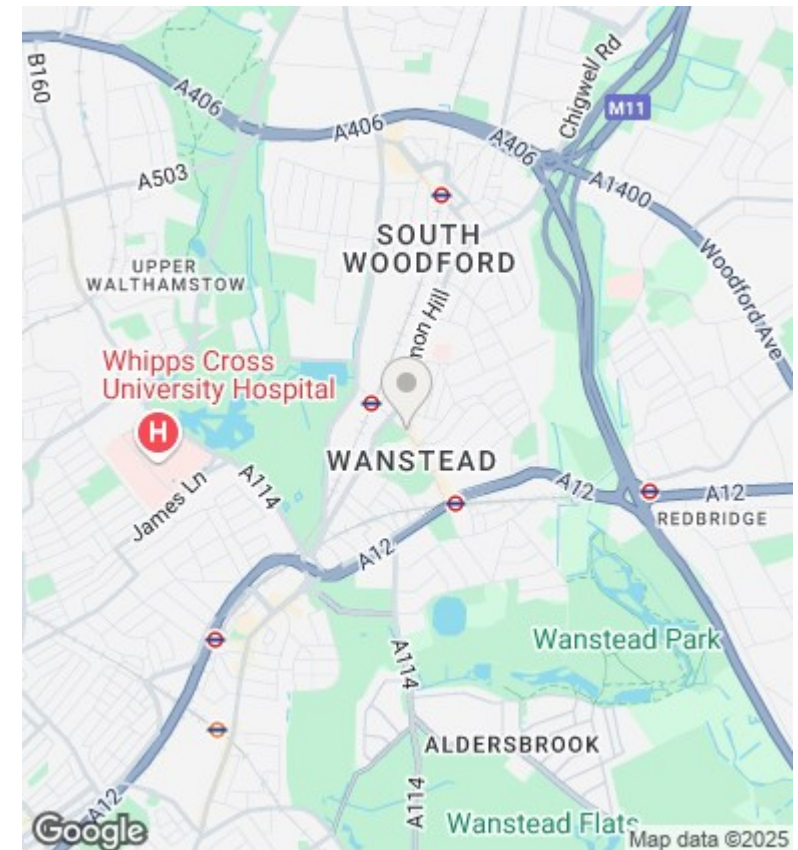 B160
A406
A406
A503
Chigwell Rd
M11
A406
A1400
SOUTH
WOODFORD
Woodford Ave
UPPER
WALTHAMSTOW
Hill
Whipps Cross
University Hospital
H
WANSTEAD
James Ln
A114
A12
A12
A12
REDBRIDGE
Wanstead Park
A114
ALDERSBROOK
A114
A12
Wanstead Flats
Google
Map data ©2025